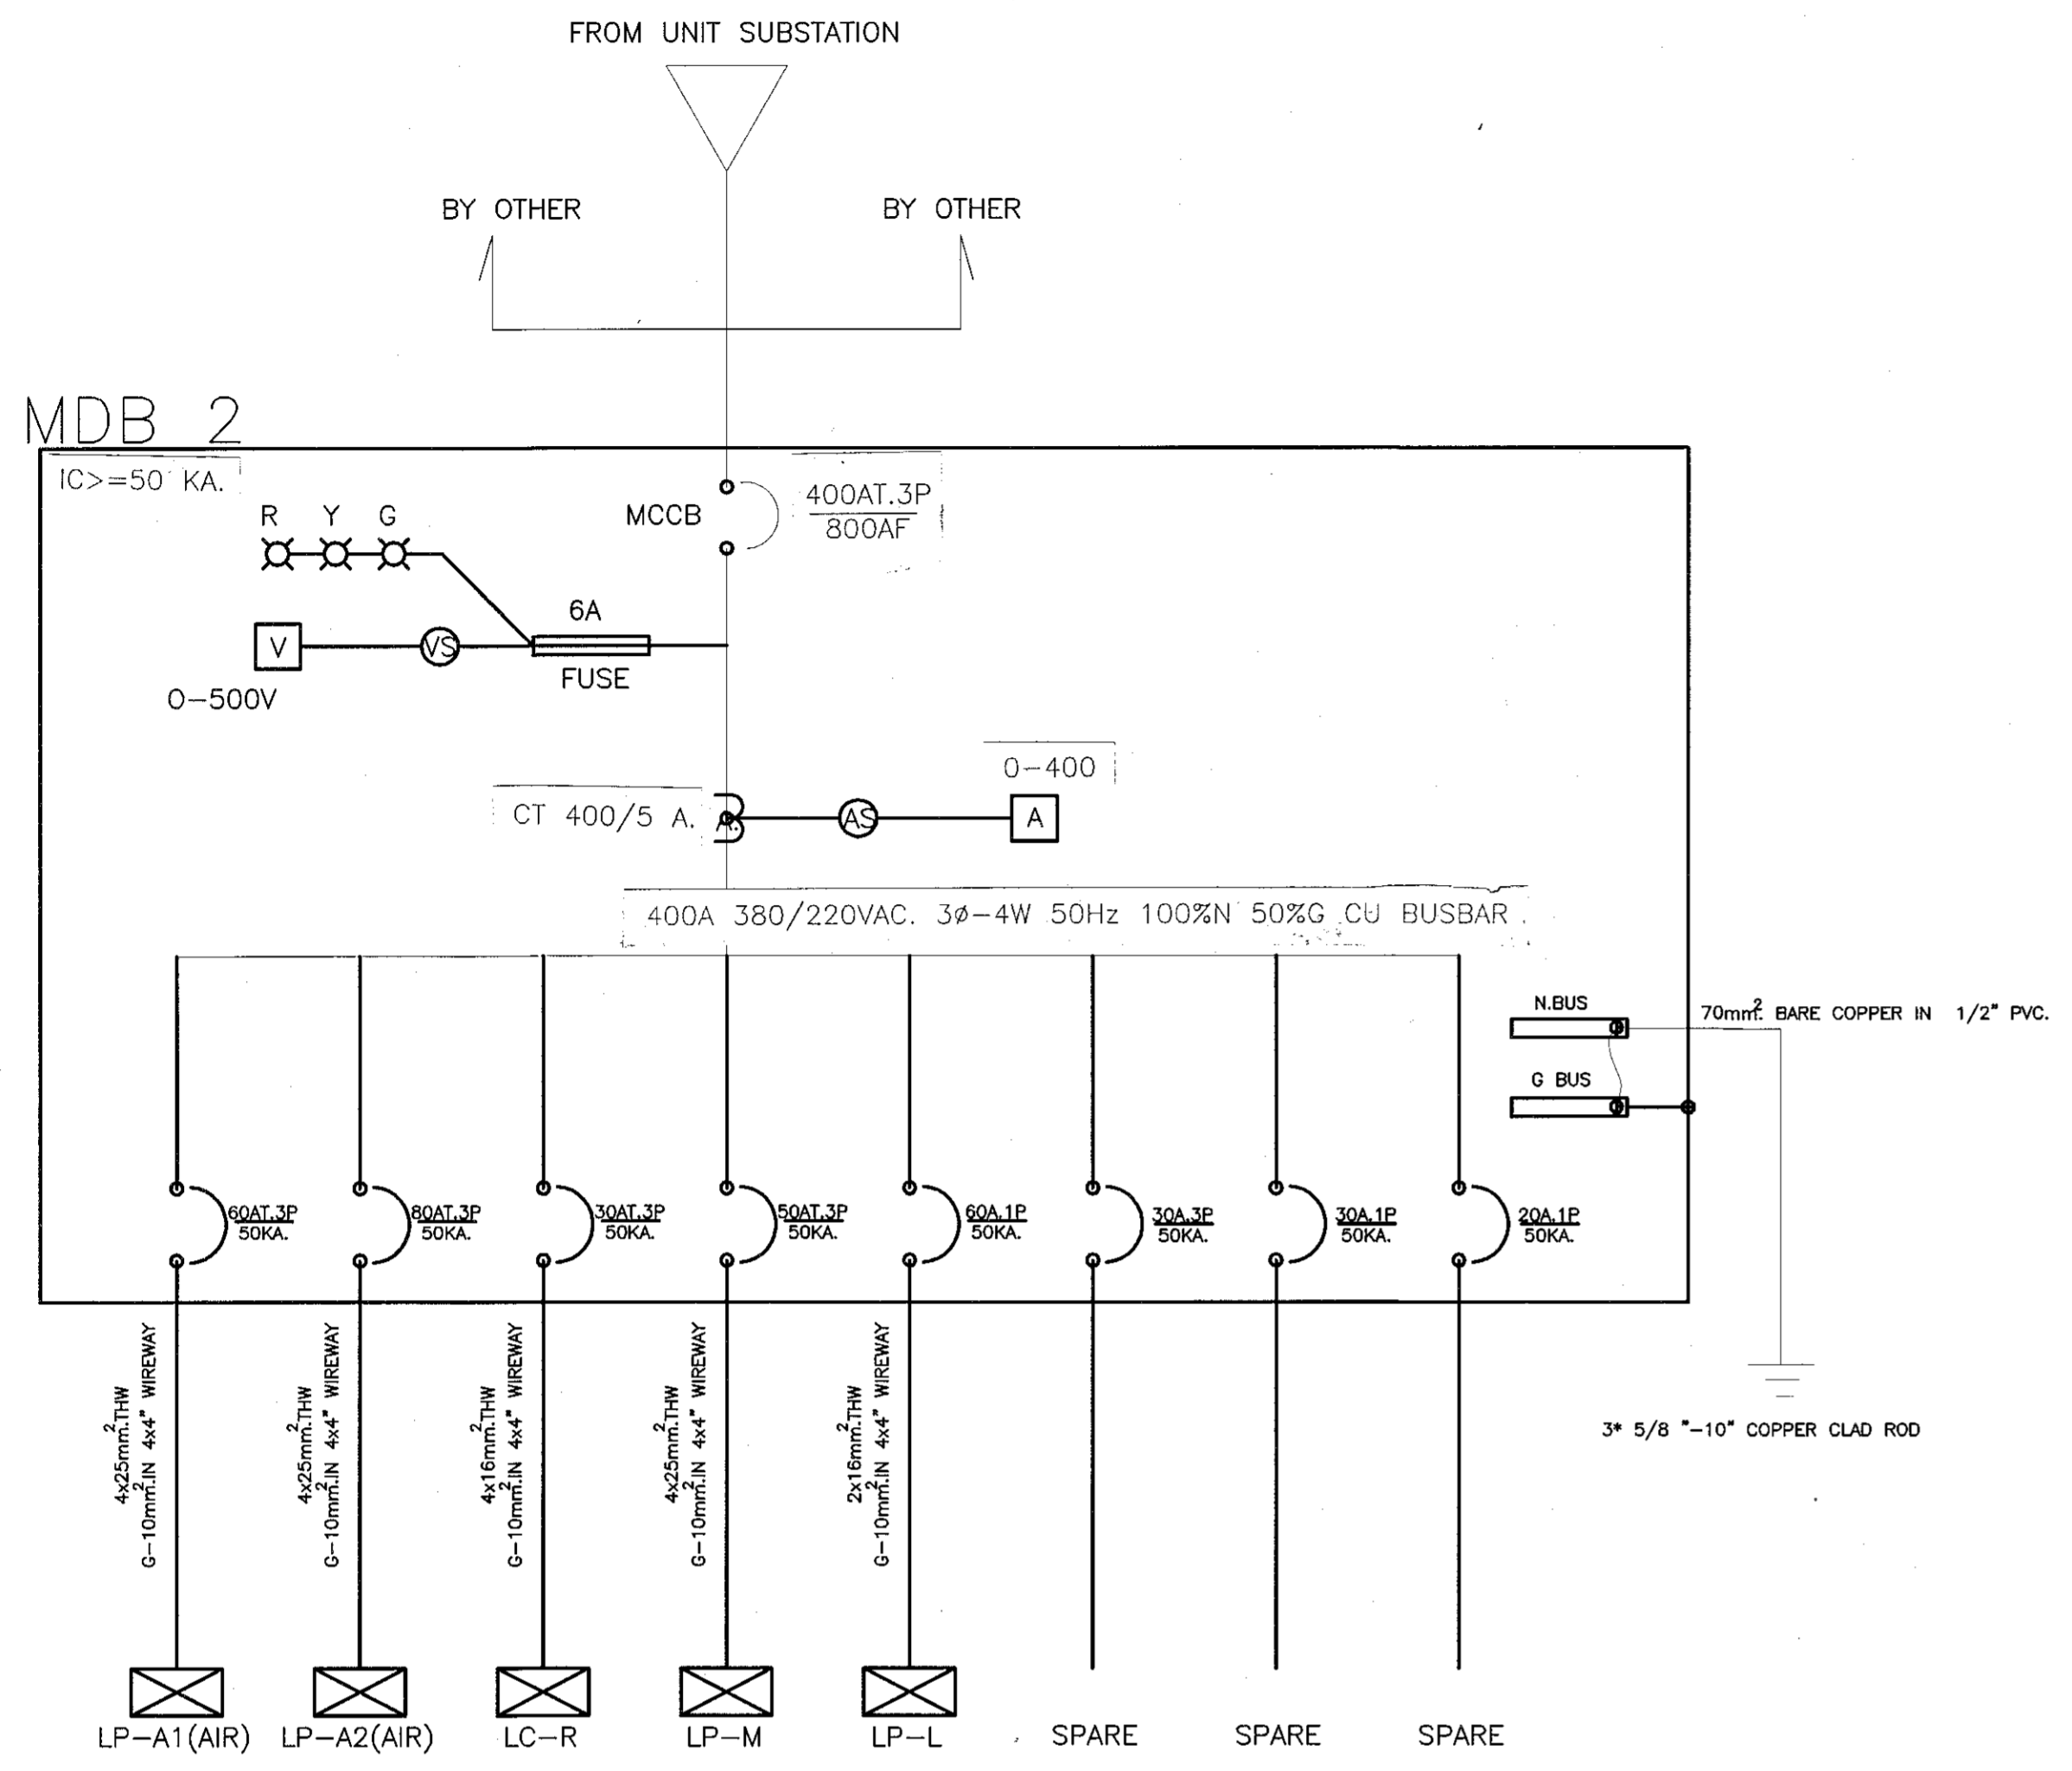 FROM UNIT SUBSTATION
BY OTHER
BY OTHER
MDB 2
IC>=50 KA.
R Y G
MCCB
400AT.3P
800AF
6A
V
VS
FUSE
0-500V
0-400
CT 400/5 A.
AS
A
400A 380/220VAC. 3ø-4W 50Hz 100%N 50%G CU BUSBAR
N.BUS
70mm². BARE COPPER IN 1/2" PVC.
G BUS
60AT.3P
50KA.
80AT.3P
50KA.
30AT.3P
50KA.
50AT.3P
50KA.
60A.1P
50KA.
30A.3P
50KA.
30A.1P
50KA.
20A.1P
50KA.
4x25mm².THW
G-10mm².IN 4x4" WIREWAY
4x25mm².THW
G-10mm².IN 4x4" WIREWAY
4x16mm².THW
G-10mm².IN 4x4" WIREWAY
4x25mm².THW
G-10mm².IN 4x4" WIREWAY
2x16mm².THW
G-10mm².IN 4x4" WIREWAY
3* 5/8 "-10" COPPER CLAD ROD
LP-A1(AIR)
LP-A2(AIR)
LC-R
LP-M
LP-L
SPARE
SPARE
SPARE